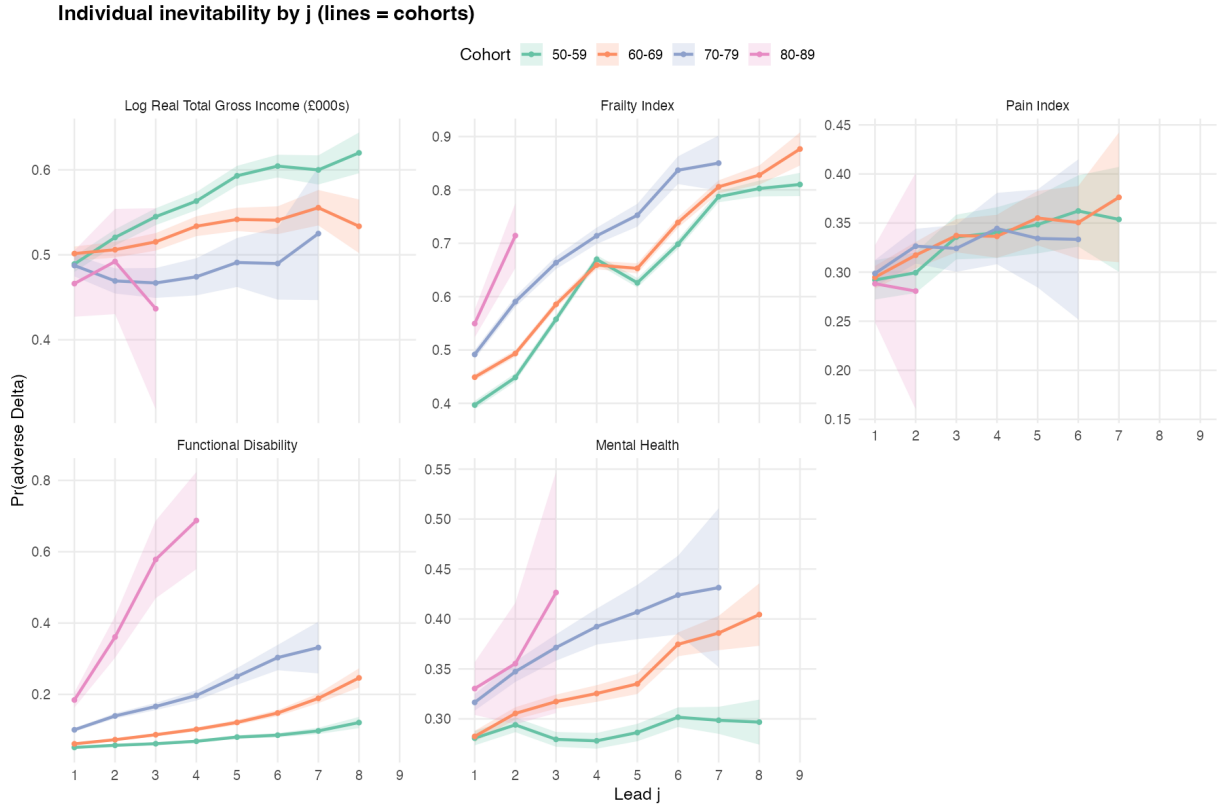 Individual inevitability by j (lines = cohorts)
Cohort 50-59 60-69 70-79 80-89
Log Real Total Gross Income (£000s)
0.6
0.5
0.4
Frailty Index
0.9
0.8
0.7
0.6
0.5
0.4
Pain Index
0.45
0.40
0.35
0.30
0.25
0.20
0.15
1 2 3 4 5 6 7 8 9
Pr(adverse Delta)
Functional Disability
0.8
0.6
0.4
0.2
1 2 3 4 5 6 7 8 9
Mental Health
0.55
0.50
0.45
0.40
0.35
0.30
1 2 3 4 5 6 7 8 9
Lead j